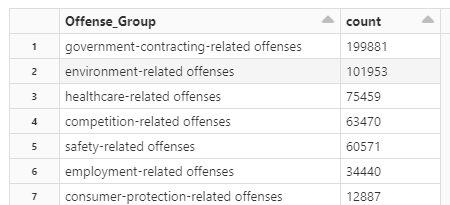 Offense_Group count
1 government-contracting-related offenses 199881
2 environment-related offenses 101953
3 healthcare-related offenses 75459
4 competition-related offenses 63470
5 safety-related offenses 60571
6 employment-related offenses 34440
7 consumer-protection-related offenses 12887